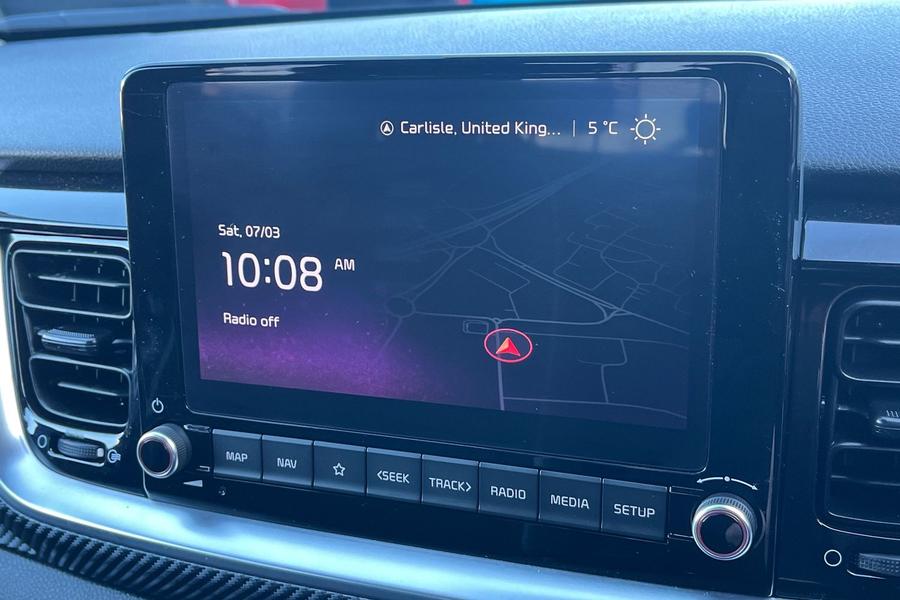 Carlisle, United King... | 5 °C
Sat, 07/03
10:08 AM
Radio off
MAP
NAV
<SEEK
TRACK>
RADIO
MEDIA
SETUP